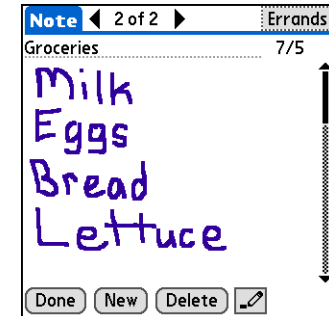 Note 2 of 2 Errands
Groceries 7/5
Milk
Eggs
Bread
Lettuce
Done New Delete